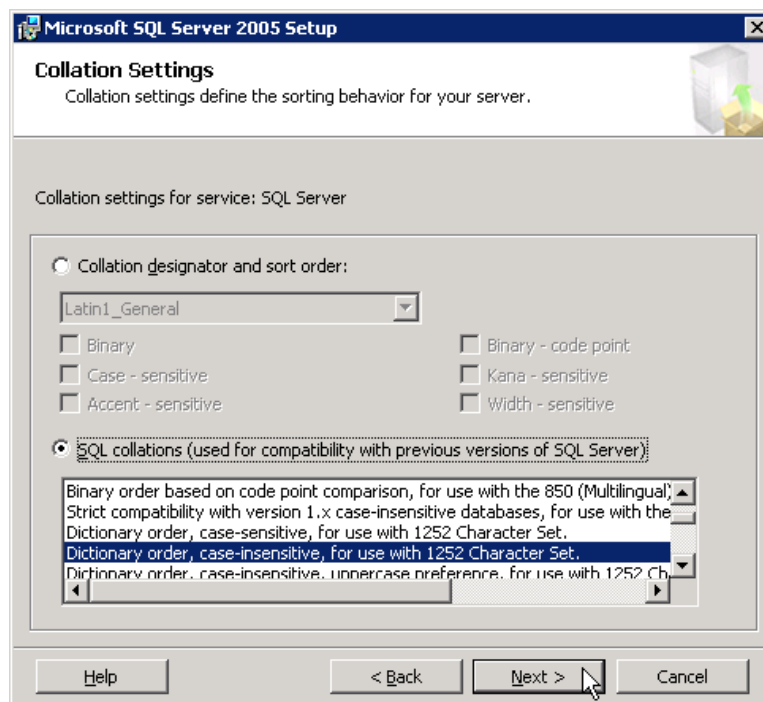 Microsoft SQL Server 2005 Setup
Collation Settings
Collation settings define the sorting behavior for your server.
Collation settings for service: SQL Server
Collation designator and sort order:
Latin1_General
Binary
Binary - code point
Case - sensitive
Kana - sensitive
Accent - sensitive
Width - sensitive
SQL collations (used for compatibility with previous versions of SQL Server)
Binary order based on code point comparison, for use with the 850 (Multilingual)
Strict compatibility with version 1.x case-insensitive databases, for use with the
Dictionary order, case-sensitive, for use with 1252 Character Set.
Dictionary order, case-insensitive, for use with 1252 Character Set.
Dictionary order, case-insensitive, uppercase preference, for use with 1252 Ch
Help
< Back
Next >
Cancel